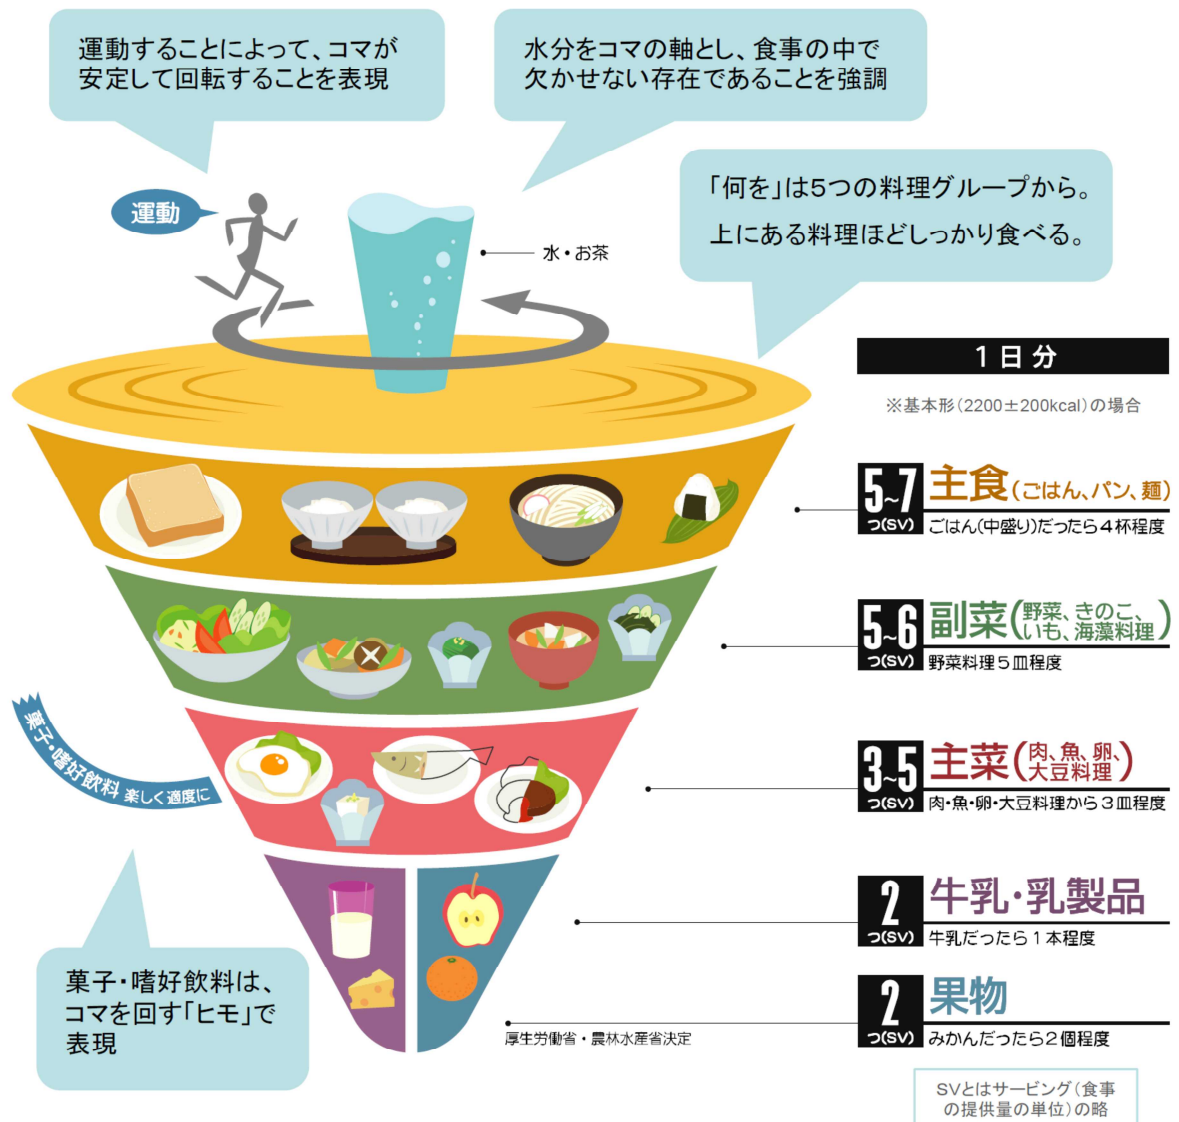 運動することによって、コマが
安定して回転することを表現
水分をコマの軸とし、食事の中で
欠かせない存在であることを強調
「何を」は5つの料理グループから。
上にある料理ほどしっかり食べる。
運動
水・お茶
1日分
※基本形（2200±200kcal）の場合
5~7
つ(SV)
主食(ごはん、パン、麺)
ごはん(中盛り)だったら4杯程度
5~6
つ(SV)
副菜(野菜、きのこ、
いも、海藻料理)
野菜料理5皿程度
菓子・嗜好飲料 楽しく適度に
3~5
つ(SV)
主菜(肉、魚、卵、
大豆料理)
肉・魚・卵・大豆料理から3皿程度
2
つ(SV)
牛乳・乳製品
牛乳だったら1本程度
菓子・嗜好飲料は、
コマを回す「ヒモ」で
表現
2
つ(SV)
果物
みかんだったら2個程度
厚生労働省・農林水産省決定
SVとはサービング（食事
の提供量の単位）の略